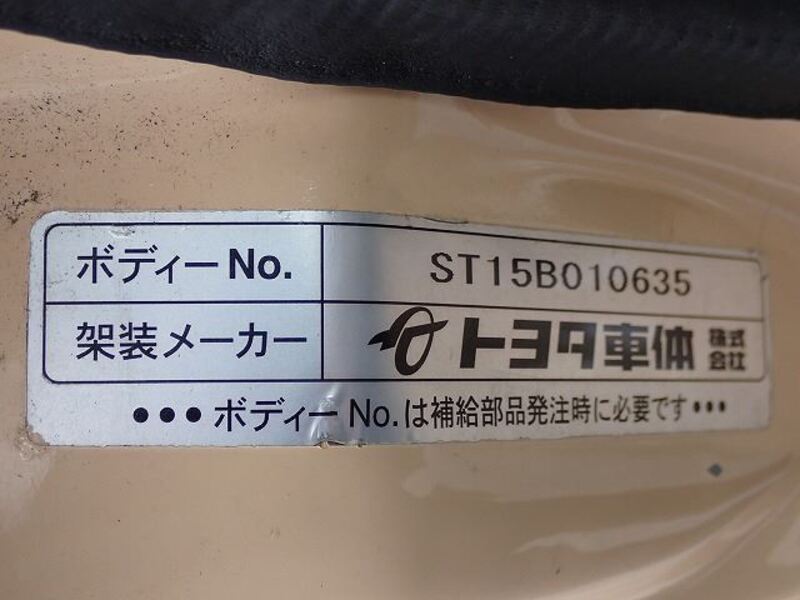 ボディーNo. ST15B010635
架装メーカー トヨタ車体 株式会社
•••ボディーNo.は補給部品発注時に必要です•••